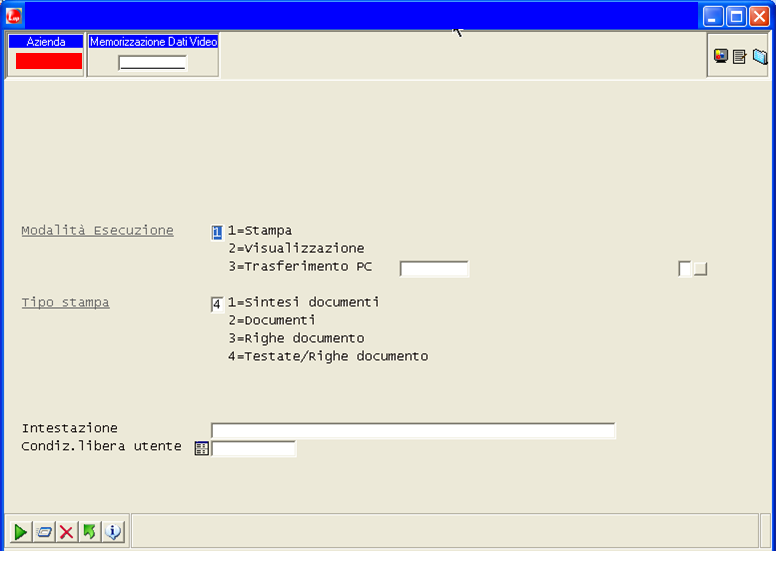 Azienda
Memorizzazione Dati Video
Modalità Esecuzione 1 1=Stampa
2=Visualizzazione
3=Trasferimento PC
Tipo stampa 4 1=Sintesi documenti
2=Documenti
3=Righe documento
4=Testate/Righe documento
Intestazione
Condiz.libera utente